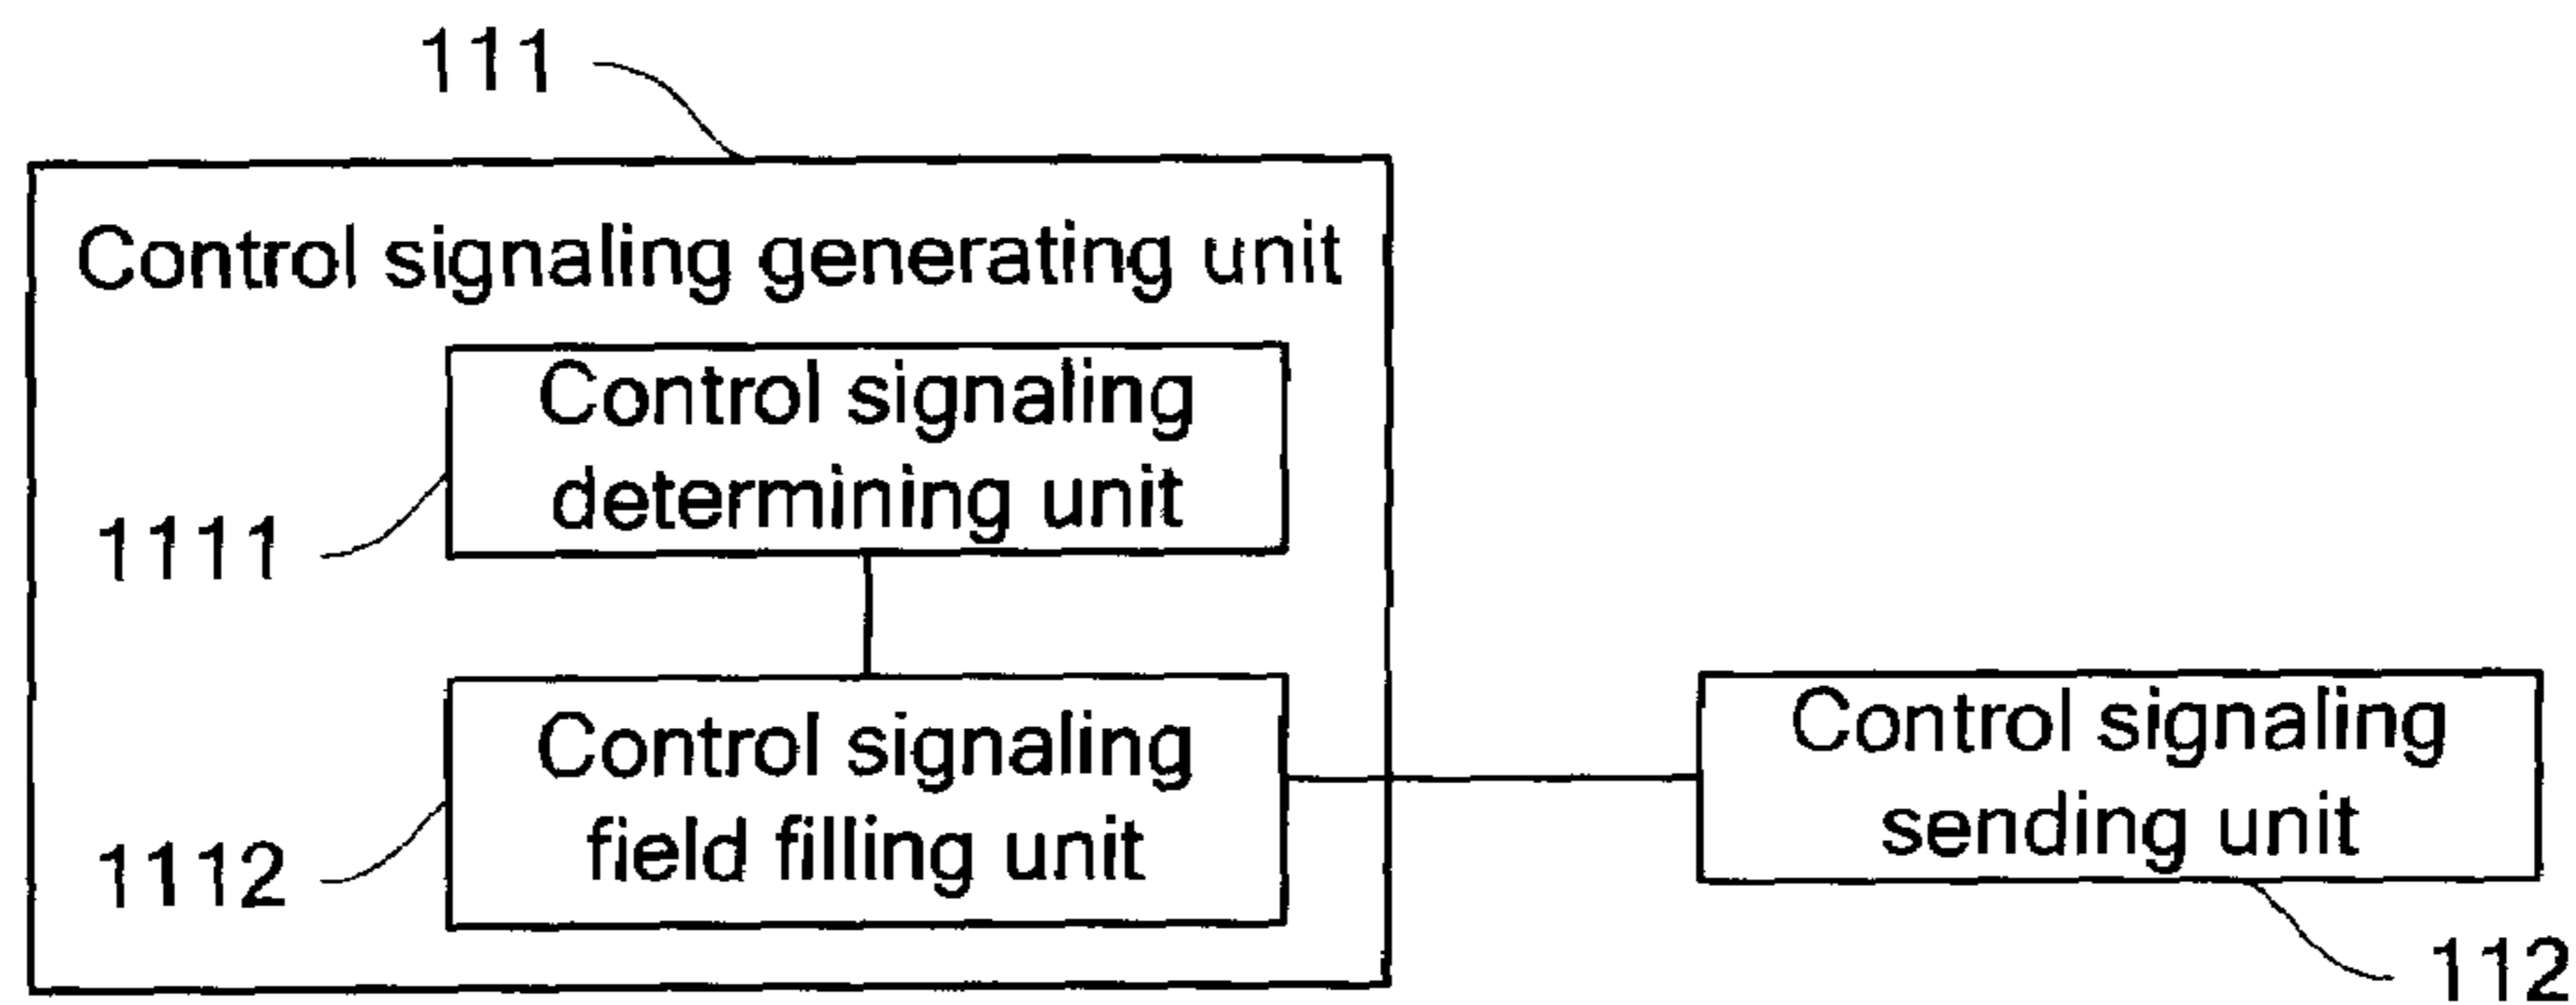 111
Control signaling generating unit
Control signaling
determining unit
1111
Control signaling
field filling unit
1112
Control signaling
sending unit
112